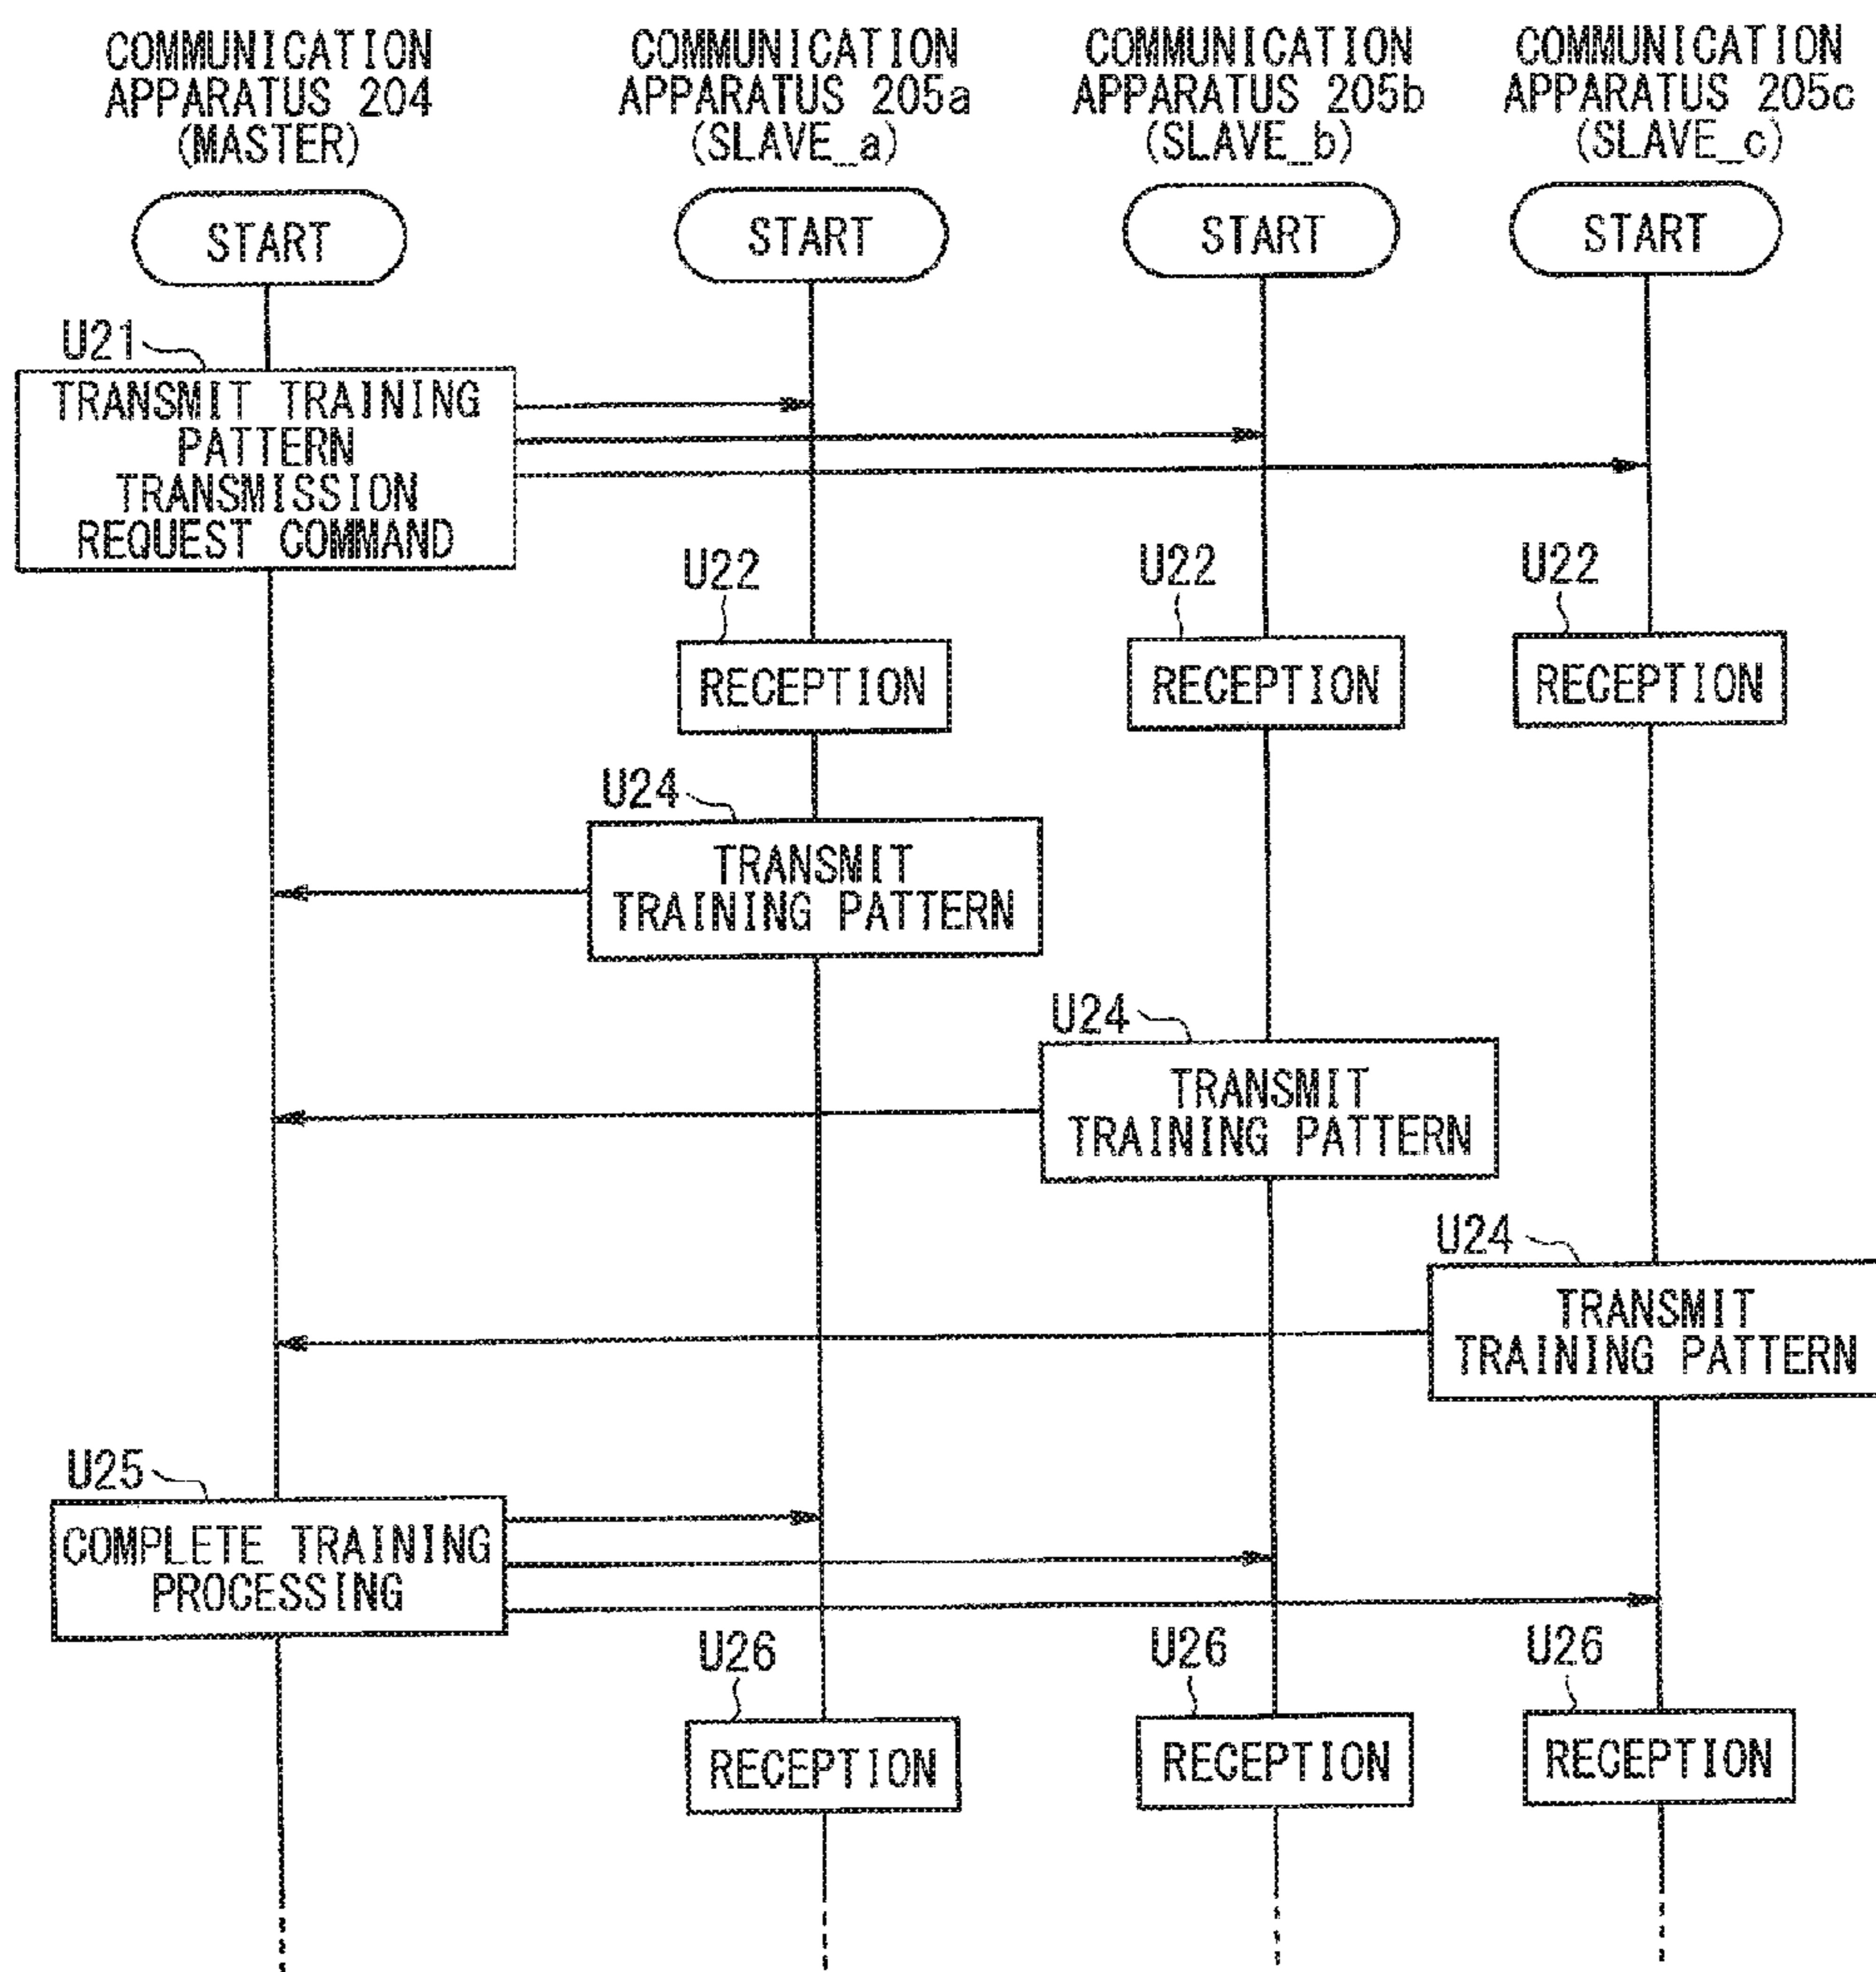 COMMUNICATION
APPARATUS 204
(MASTER)
COMMUNICATION
APPARATUS 205a
(SLAVE_a)
COMMUNICATION
APPARATUS 205b
(SLAVE_b)
COMMUNICATION
APPARATUS 205c
(SLAVE_c)
START
START
START
START
U21
TRANSMIT TRAINING
PATTERN
TRANSMISSION
REQUEST COMMAND
U22
U22
U22
RECEPTION
RECEPTION
RECEPTION
U24
TRANSMIT
TRAINING PATTERN
U24
TRANSMIT
TRAINING PATTERN
U24
TRANSMIT
TRAINING PATTERN
U25
COMPLETE TRAINING
PROCESSING
U26
U26
U26
RECEPTION
RECEPTION
RECEPTION